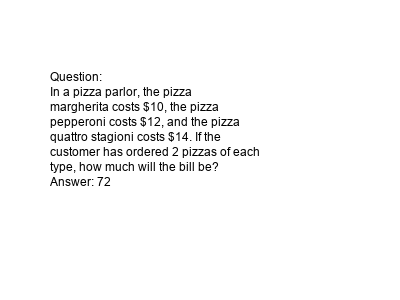 Question:
In a pizza parlor, the pizza
margherita costs $10, the pizza
pepperoni costs $12, and the pizza
quattro stagioni costs $14. If the
customer has ordered 2 pizzas of each
type, how much will the bill be?
Answer: 72